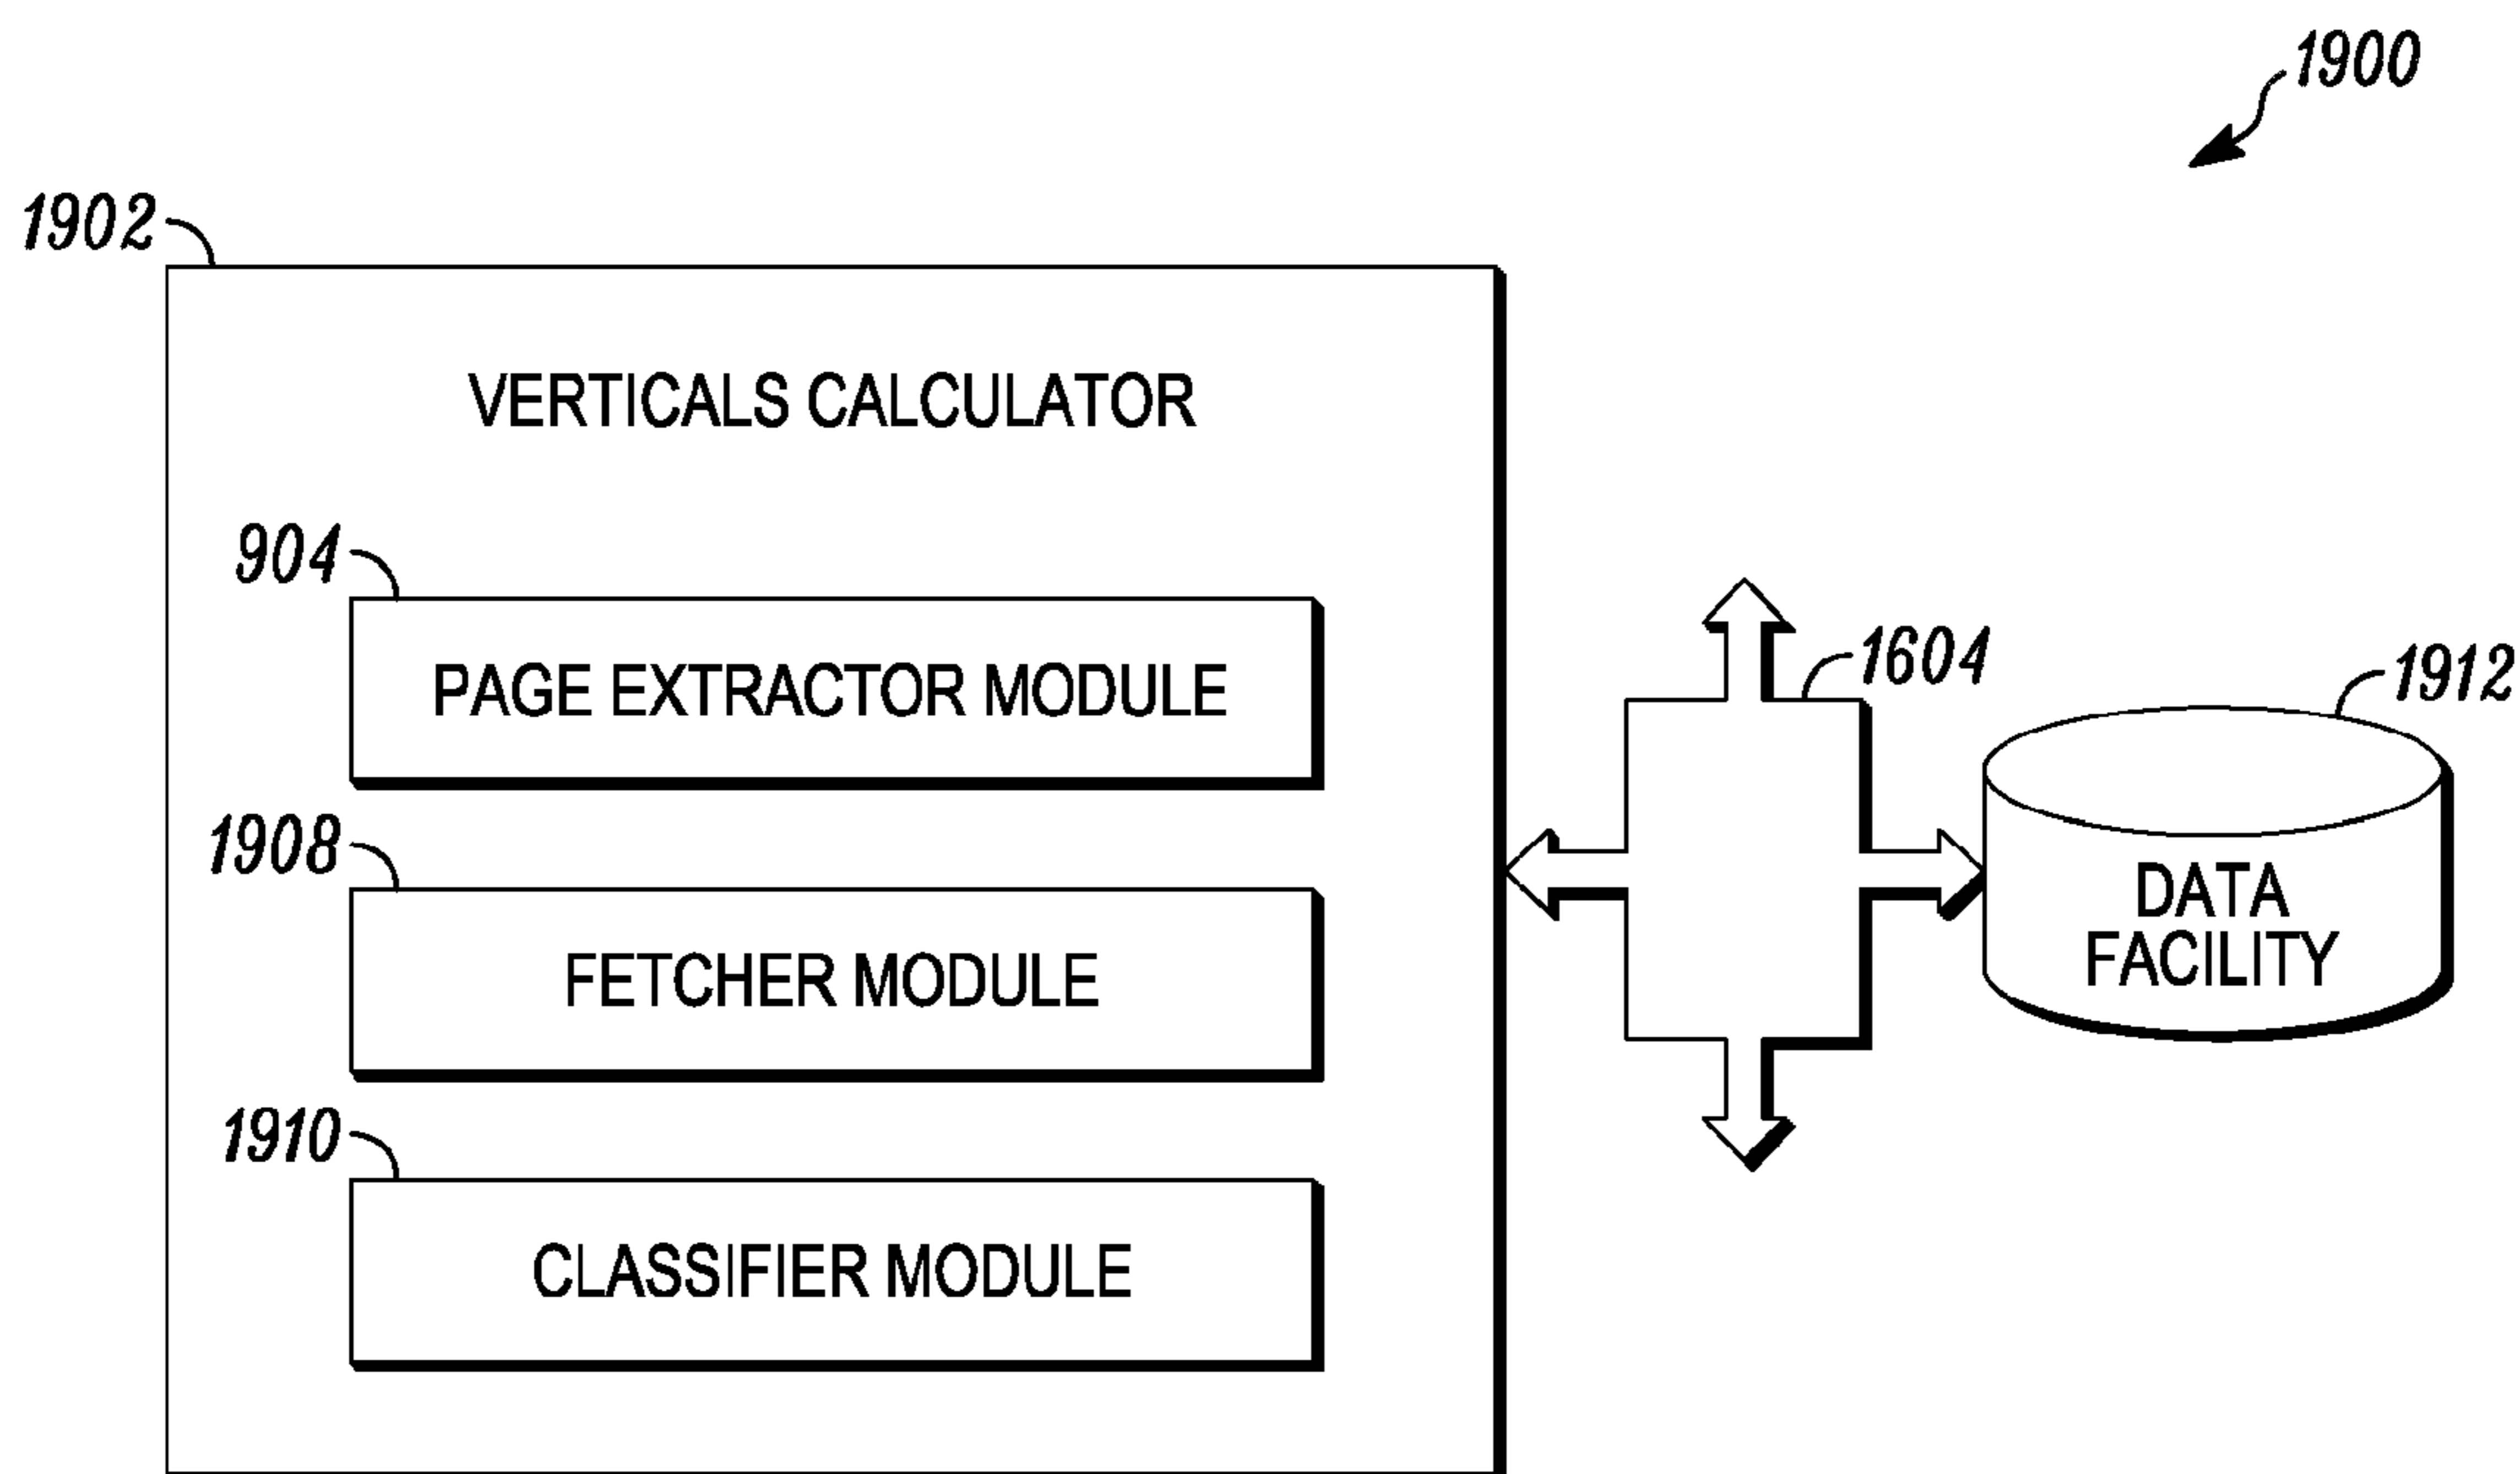 1900
1902
VERTICALS CALCULATOR
904
PAGE EXTRACTOR MODULE
1604
1912
1908
DATA
FACILITY
FETCHER MODULE
1910
CLASSIFIER MODULE